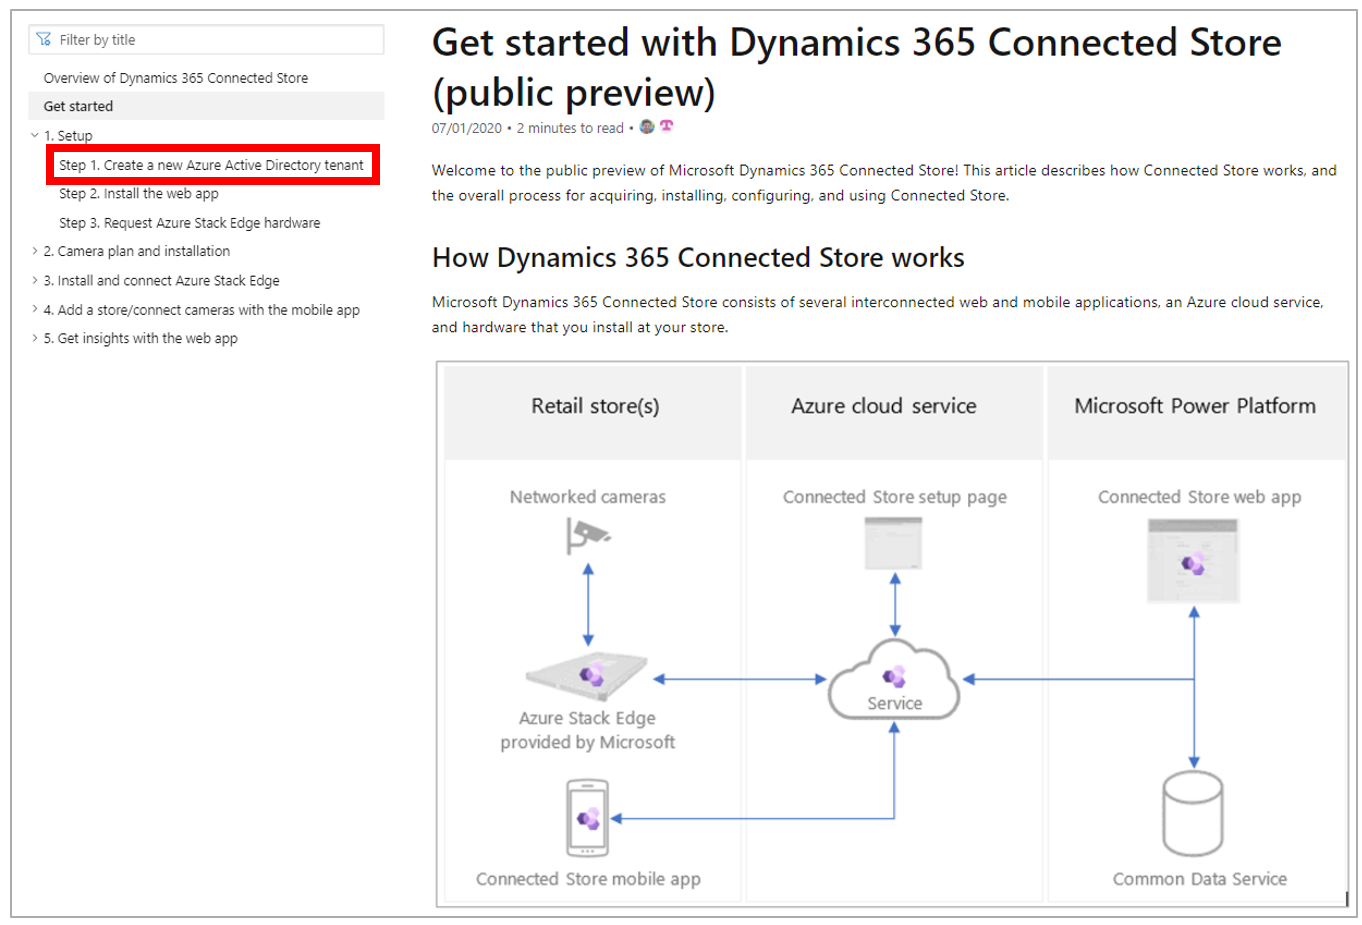 Filter by title
Overview of Dynamics 365 Connected Store
Get started
1. Setup
Step 1. Create a new Azure Active Directory tenant
Step 2. Install the web app
Step 3. Request Azure Stack Edge hardware
2. Camera plan and installation
3. Install and connect Azure Stack Edge
4. Add a store/connect cameras with the mobile app
5. Get insights with the web app
Get started with Dynamics 365 Connected Store
(public preview)
07/01/2020 • 2 minutes to read •
Welcome to the public preview of Microsoft Dynamics 365 Connected Store! This article describes how Connected Store works, and
the overall process for acquiring, installing, configuring, and using Connected Store.
How Dynamics 365 Connected Store works
Microsoft Dynamics 365 Connected Store consists of several interconnected web and mobile applications, an Azure cloud service,
and hardware that you install at your store.
Retail store(s)
Azure cloud service
Microsoft Power Platform
Networked cameras
Connected Store setup page
Connected Store web app
Service
Azure Stack Edge
provided by Microsoft
Connected Store mobile app
Common Data Service